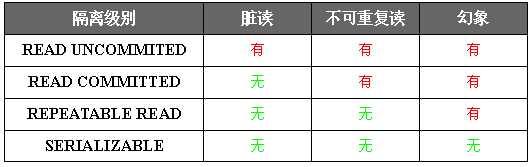 隔离级别 脏读 不可重复读 幻象
READ UNCOMMITED 有 有 有
READ COMMITTED 无 有 有
REPEATABLE READ 无 无 有
SERIALIZABLE 无 无 无